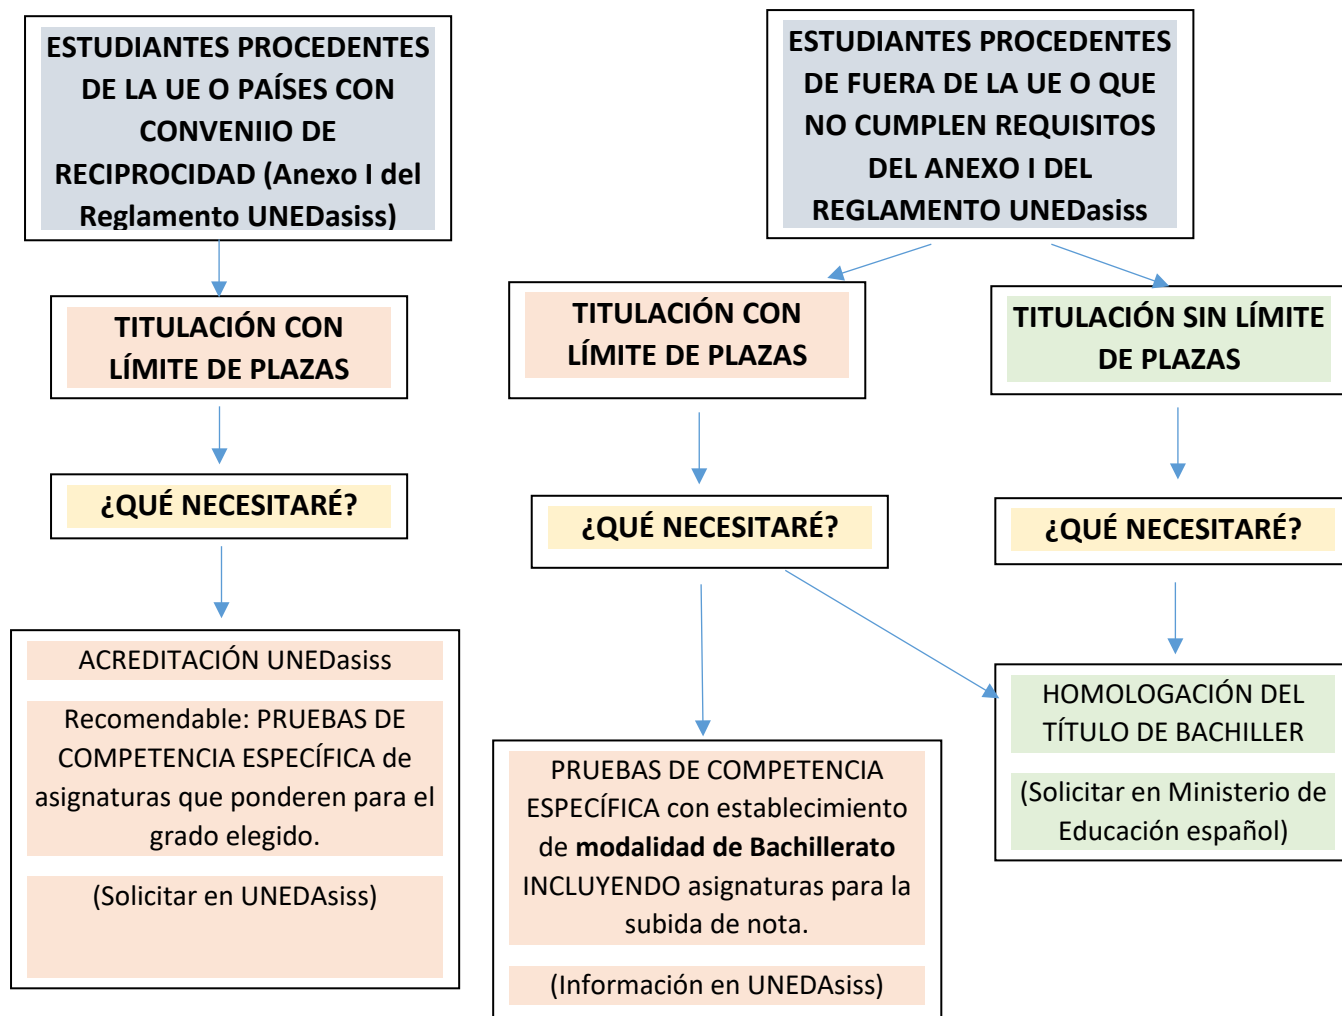 ESTUDIANTES PROCEDENTES
DE LA UE O PAÍSES CON
CONVENIIO DE
RECIPROCIDAD (Anexo I del
Reglamento UNEDasiss)
ESTUDIANTES PROCEDENTES
DE FUERA DE LA UE O QUE
NO CUMPLEN REQUISITOS
DEL ANEXO I DEL
REGLAMENTO UNEDasiss
TITULACIÓN CON
LÍMITE DE PLAZAS
TITULACIÓN CON
LÍMITE DE PLAZAS
TITULACIÓN SIN LÍMITE
DE PLAZAS
¿QUÉ NECESITARÉ?
¿QUÉ NECESITARÉ?
¿QUÉ NECESITARÉ?
ACREDITACIÓN UNEDasiss
Recomendable: PRUEBAS DE
COMPETENCIA ESPECÍFICA de
asignaturas que ponderen para el
grado elegido.
(Solicitar en UNEDAsiss)
PRUEBAS DE COMPETENCIA
ESPECÍFICA con establecimiento
de modalidad de Bachillerato
INCLUYENDO asignaturas para la
subida de nota.
(Información en UNEDAsiss)
HOMOLOGACIÓN DEL
TÍTULO DE BACHILLER
(Solicitar en Ministerio de
Educación español)